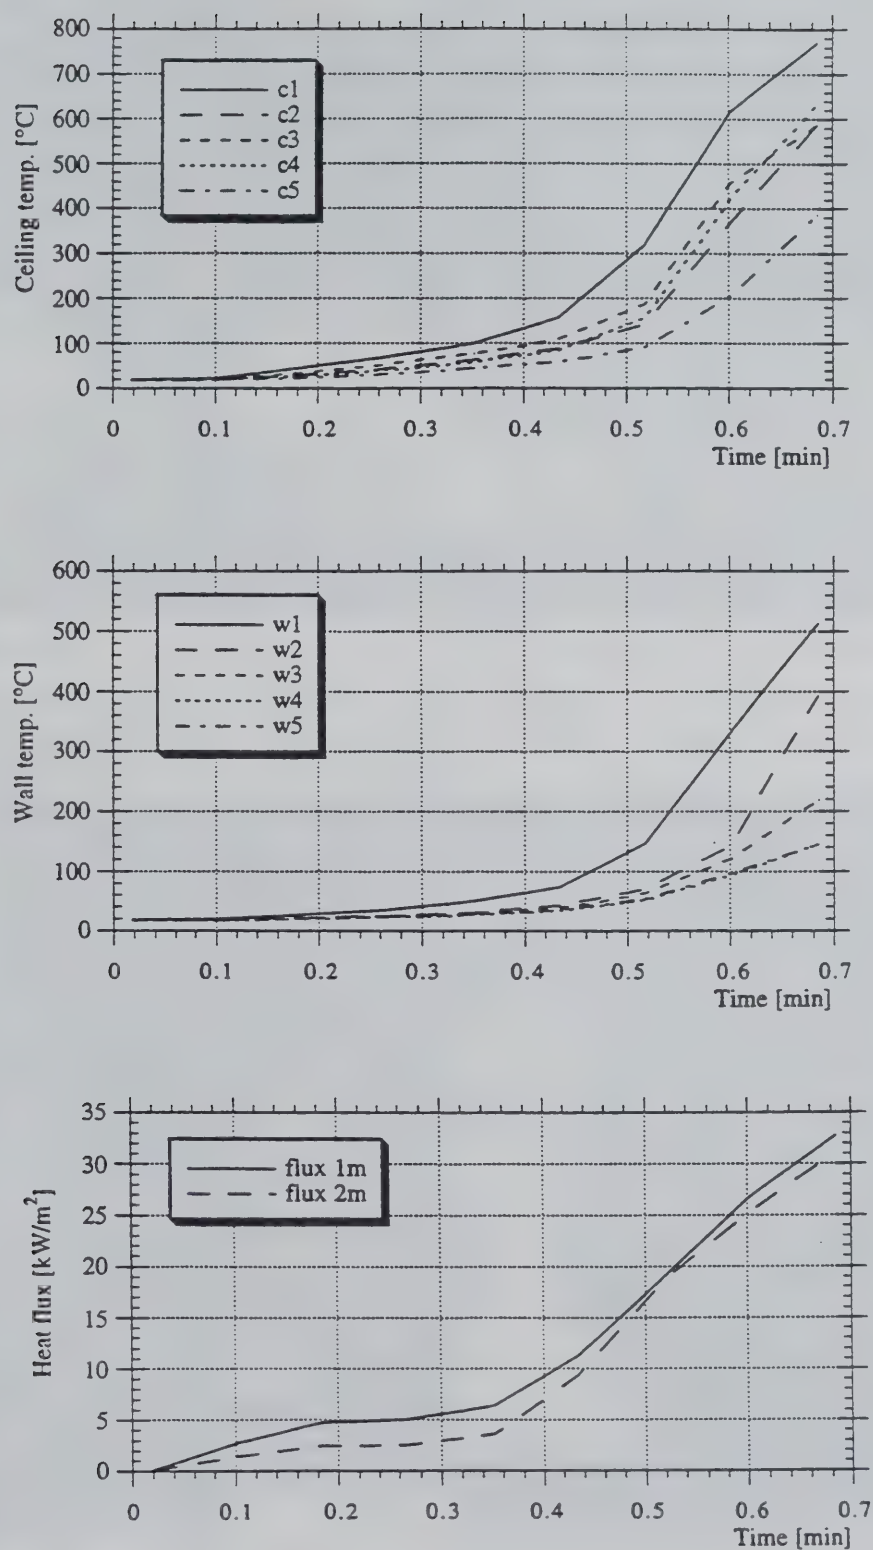 800
700
600
500
400
300
200
100
0
Ceiling temp. [°C]
c1
c2
c3
c4
c5
0 0.1 0.2 0.3 0.4 0.5 0.6 0.7
Time [min]
600
500
400
300
200
100
0
Wall temp. [°C]
w1
w2
w3
w4
w5
0 0.1 0.2 0.3 0.4 0.5 0.6 0.7
Time [min]
35
30
25
20
15
10
5
0
Heat flux [kW/m²]
flux 1m
flux 2m
0 0.1 0.2 0.3 0.4 0.5 0.6 0.7
Time [min]